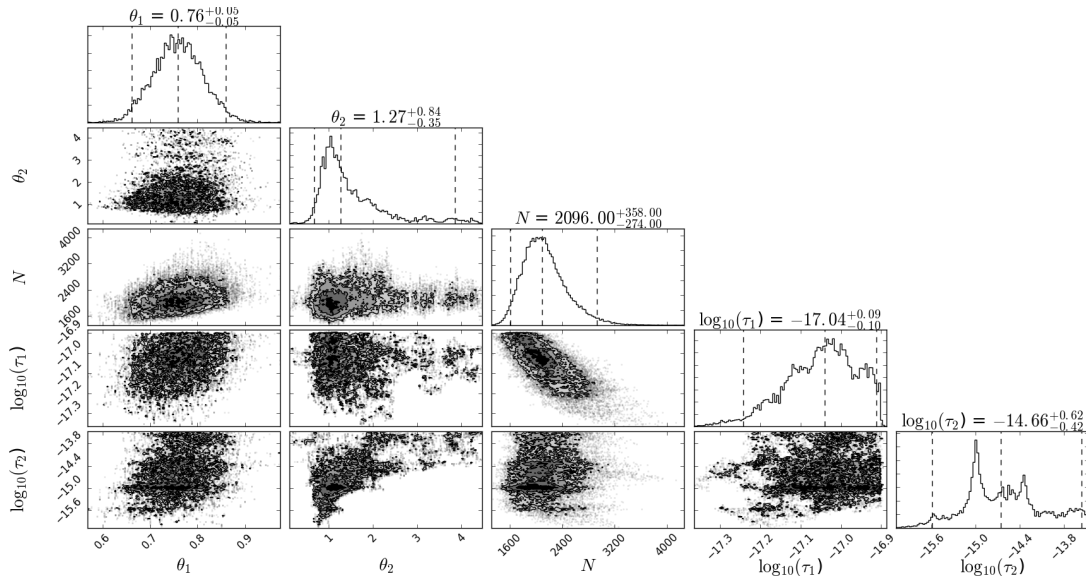 θ₁ = 0.76^{+0.05}_{-0.05}
θ₂ = 1.27^{+0.84}_{-0.35}
N = 2096.00^{+358.00}_{-274.00}
log₁₀(τ₁) = −17.04^{+0.09}_{-0.10}
log₁₀(τ₂) = −14.66^{+0.62}_{-0.42}
θ₂
4
3
2
1
N
4000
3200
2400
1600
log₁₀(τ₁)
−16.9
−17.0
−17.1
−17.2
−17.3
log₁₀(τ₂)
−13.8
−14.4
−15.0
−15.6
0.6 0.7 0.8 0.9
θ₁
1 2 3 4
θ₂
1600 2400 3200 4000
N
−17.3 −17.2 −17.1 −17.0 −16.9
log₁₀(τ₁)
−15.6 −15.0 −14.4 −13.8
log₁₀(τ₂)